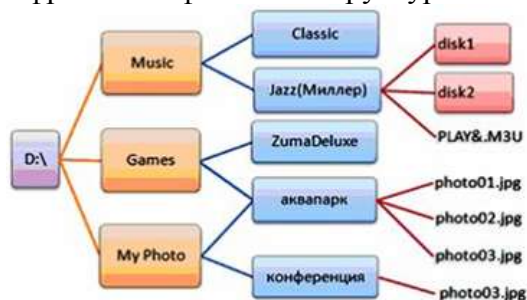 Classic
Music
disk1
Jazz(Миллер)
disk2
ZumaDeluxe
PLAY&.M3U
D:\
Games
photo01.jpg
аквапарк
photo02.jpg
My Photo
photo03.jpg
конференция
photo03.jpg